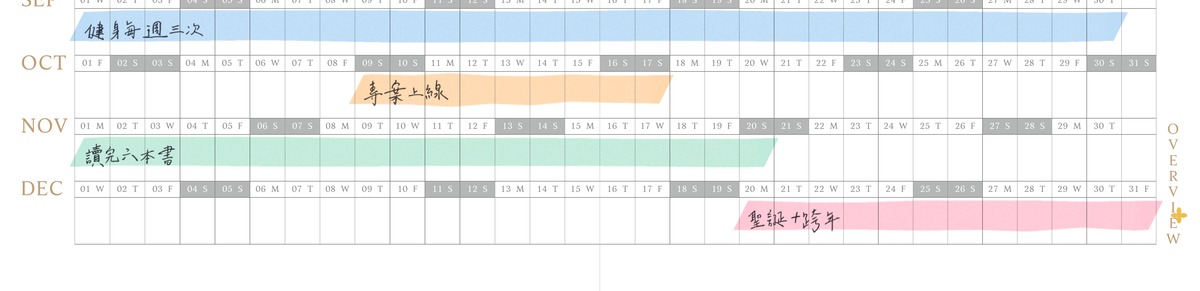 SEP
健身每週三次
OCT 01 F 02 S 03 S 04 M 05 T 06 W 07 T 08 F 09 S 10 S 11 M 12 T 13 W 14 T 15 F 16 S 17 S 18 M 19 T 20 W 21 T 22 F 23 S 24 S 25 M 26 T 27 W 28 T 29 F 30 S 31 S
專案上線
NOV 01 M 02 T 03 W 04 T 05 F 06 S 07 S 08 M 09 T 10 W 11 T 12 F 13 S 14 S 15 M 16 T 17 W 18 T 19 F 20 S 21 S 22 M 23 T 24 W 25 T 26 F 27 S 28 S 29 M 30 T
讀完六本書
DEC 01 W 02 T 03 F 04 S 05 S 06 M 07 T 08 W 09 T 10 F 11 S 12 S 13 M 14 T 15 W 16 T 17 F 18 S 19 S 20 M 21 T 22 W 23 T 24 F 25 S 26 S 27 M 28 T 29 W 30 T 31 F
聖誕+跨年
OVERVIEW